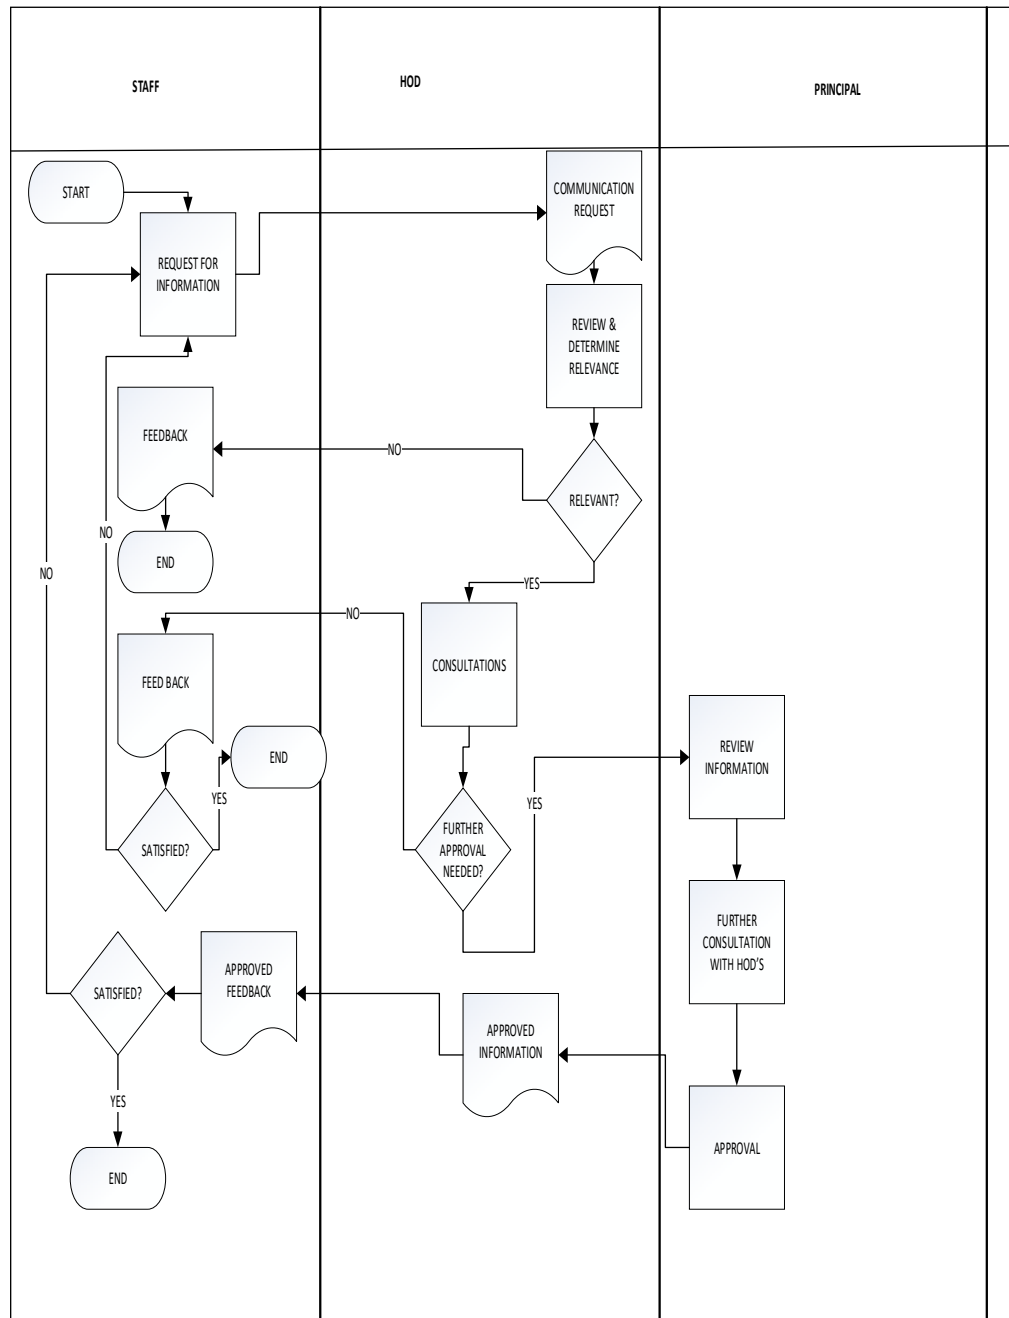 STAFF
HOD
PRINCIPAL
START
COMMUNICATION
REQUEST
REQUEST FOR
INFORMATION
REVIEW &
DETERMINE
RELEVANCE
FEEDBACK
NO
RELEVANT?
NO
END
NO
YES
NO
CONSULTATIONS
FEED BACK
END
REVIEW
INFORMATION
YES
YES
SATISFIED?
FURTHER
APPROVAL
NEEDED?
FURTHER
CONSULTATION
WITH HOD'S
SATISFIED?
APPROVED
FEEDBACK
APPROVED
INFORMATION
YES
APPROVAL
END